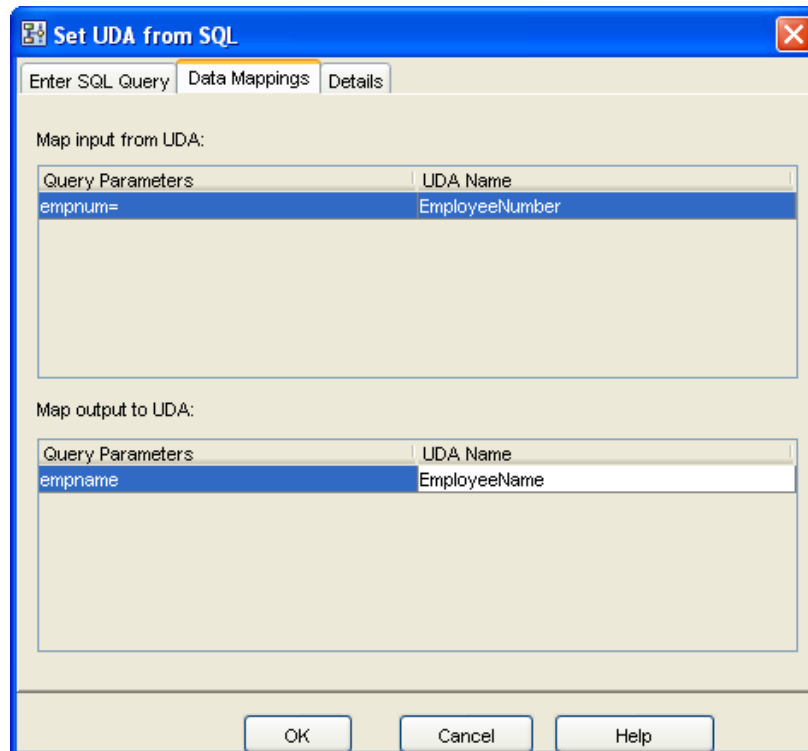 Set UDA from SQL
Enter SQL Query Data Mappings Details
Map input from UDA:
Query Parameters UDA Name
empnum= EmployeeNumber
Map output to UDA:
Query Parameters UDA Name
empname EmployeeName
OK Cancel Help